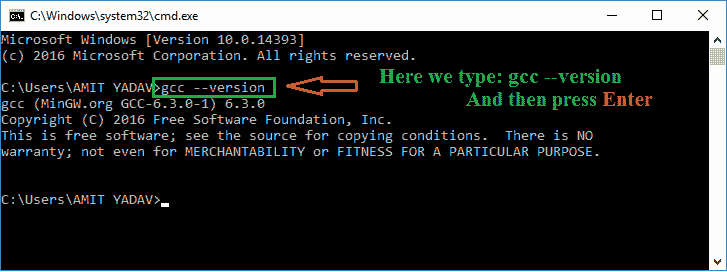 C:\Windows\system32\cmd.exe
Microsoft Windows [Version 10.0.14393]
(c) 2016 Microsoft Corporation. All rights reserved.
C:\Users\AMIT YADAV>gcc --version
Here we type: gcc --version
And then press Enter
gcc (MinGW.org GCC-6.3.0-1) 6.3.0
Copyright (C) 2016 Free Software Foundation, Inc.
This is free software; see the source for copying conditions.  There is NO
warranty; not even for MERCHANTABILITY or FITNESS FOR A PARTICULAR PURPOSE.
C:\Users\AMIT YADAV>